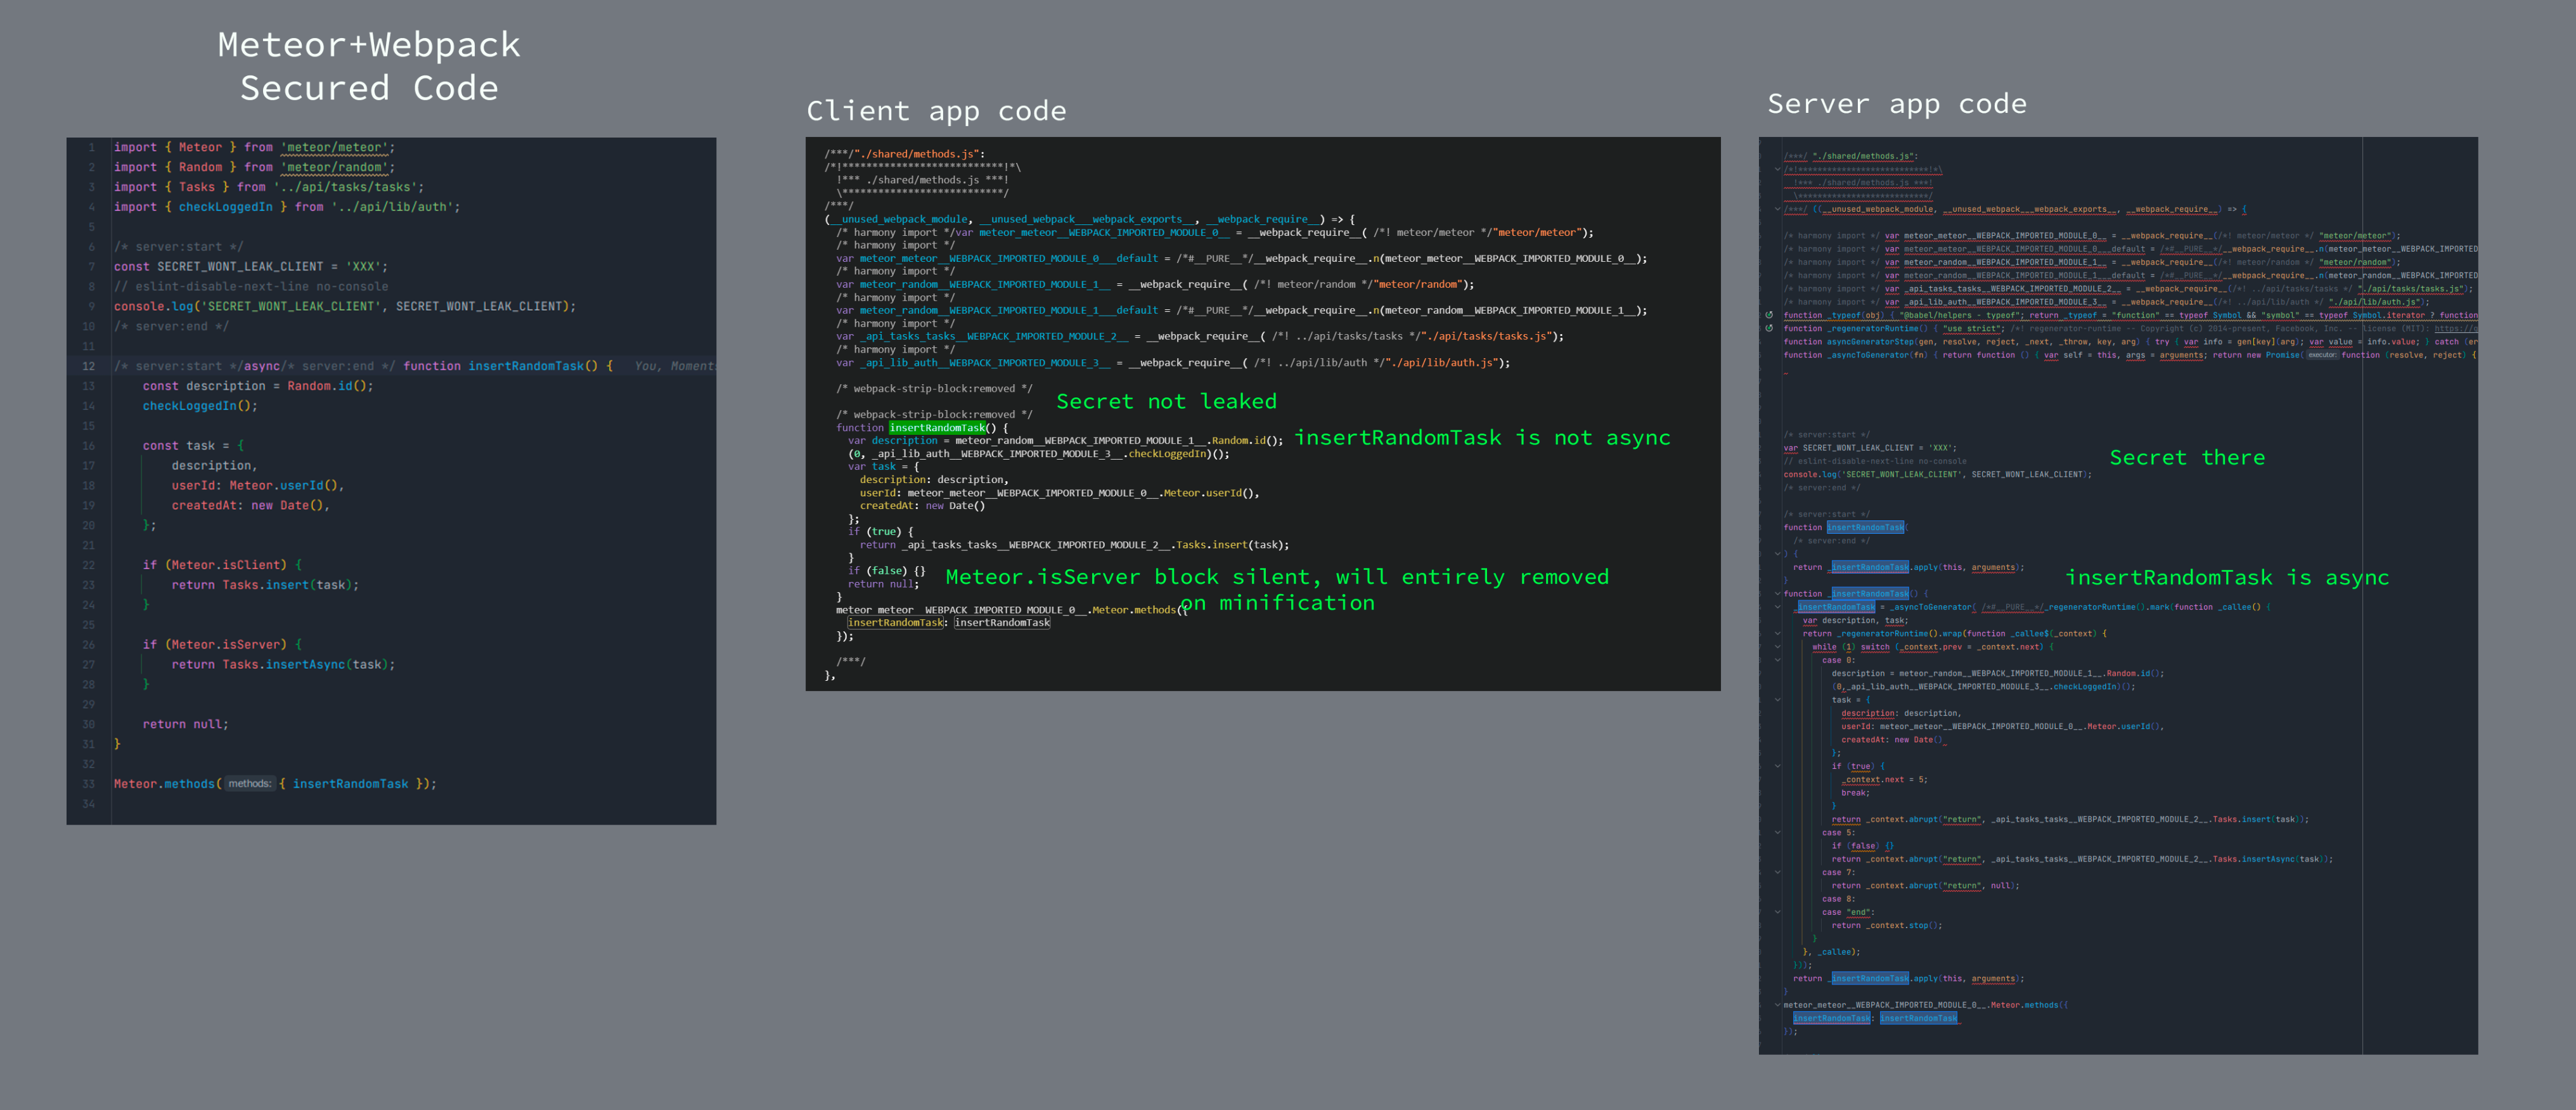 Meteor+Webpack
Secured Code
1 import { Meteor } from 'meteor/meteor';
2 import { Random } from 'meteor/random';
3 import { Tasks } from '../api/tasks/tasks';
4 import { checkLoggedIn } from '../api/lib/auth';
5
6 /* server:start */
7 const SECRET_WONT_LEAK_CLIENT = 'XXX';
8 // eslint-disable-next-line no-console
9 console.log('SECRET_WONT_LEAK_CLIENT', SECRET_WONT_LEAK_CLIENT);
10 /* server:end */
11
12 /* server:start */async/* server:end */ function insertRandomTask() { You, Moment
13 const description = Random.id();
14 checkLoggedIn();
15
16 const task = {
17 description,
18 userId: Meteor.userId(),
19 createdAt: new Date(),
20 };
21
22 if (Meteor.isClient) {
23 return Tasks.insert(task);
24 }
25
26 if (Meteor.isServer) {
27 return Tasks.insertAsync(task);
28 }
29
30 return null;
31 }
32
33 Meteor.methods( methods: { insertRandomTask });
34
Client app code
/***/"./shared/methods.js":
/*!***************************!*\
!*** ./shared/methods.js ***!
\***************************/
/***/
(__unused_webpack_module, __unused_webpack___webpack_exports__, __webpack_require__) => {
/* harmony import */var meteor_meteor__WEBPACK_IMPORTED_MODULE_0__ = __webpack_require__( /*! meteor/meteor */"meteor/meteor");
/* harmony import */
var meteor_meteor__WEBPACK_IMPORTED_MODULE_0___default = /*#__PURE__*/__webpack_require__.n(meteor_meteor__WEBPACK_IMPORTED_MODULE_0__);
/* harmony import */
var meteor_random__WEBPACK_IMPORTED_MODULE_1__ = __webpack_require__( /*! meteor/random */"meteor/random");
/* harmony import */
var meteor_random__WEBPACK_IMPORTED_MODULE_1___default = /*#__PURE__*/__webpack_require__.n(meteor_random__WEBPACK_IMPORTED_MODULE_1__);
/* harmony import */
var _api_tasks_tasks__WEBPACK_IMPORTED_MODULE_2__ = __webpack_require__( /*! ../api/tasks/tasks */"./api/tasks/tasks.js");
/* harmony import */
var _api_lib_auth__WEBPACK_IMPORTED_MODULE_3__ = __webpack_require__( /*! ../api/lib/auth */"./api/lib/auth.js");
/* webpack-strip-block:removed */
Secret not leaked
/* webpack-strip-block:removed */
function insertRandomTask() {
var description = meteor_random__WEBPACK_IMPORTED_MODULE_1__.Random.id(); insertRandomTask is not async
(0, _api_lib_auth__WEBPACK_IMPORTED_MODULE_3__.checkLoggedIn)();
var task = {
description: description,
userId: meteor_meteor__WEBPACK_IMPORTED_MODULE_0__.Meteor.userId(),
createdAt: new Date()
};
if (true) {
return _api_tasks_tasks__WEBPACK_IMPORTED_MODULE_2__.Tasks.insert(task);
}
if (false) {}
return null;
Meteor.isServer block silent, will entirely removed
on minification
}
meteor_meteor__WEBPACK_IMPORTED_MODULE_0__.Meteor.methods({
insertRandomTask: insertRandomTask
});
/***/
},
Server app code
/***/ "./shared/methods.js":
/*!***************************!*\
!*** ./shared/methods.js ***!
\***************************/
/***/ ((__unused_webpack_module, __unused_webpack___webpack_exports__, __webpack_require__) => {
/* harmony import */ var meteor_meteor__WEBPACK_IMPORTED_MODULE_0__ = __webpack_require__(/*! meteor/meteor */ "meteor/meteor");
/* harmony import */ var meteor_meteor__WEBPACK_IMPORTED_MODULE_0___default = /*#__PURE__*/__webpack_require__.n(meteor_meteor__WEBPACK_IMPORTED
/* harmony import */ var meteor_random__WEBPACK_IMPORTED_MODULE_1__ = __webpack_require__(/*! meteor/random */ "meteor/random");
/* harmony import */ var meteor_random__WEBPACK_IMPORTED_MODULE_1___default = /*#__PURE__*/__webpack_require__.n(meteor_random__WEBPACK_IMPORTED
/* harmony import */ var _api_tasks_tasks__WEBPACK_IMPORTED_MODULE_2__ = __webpack_require__(/*! ../api/tasks/tasks */ "./api/tasks/tasks.js");
/* harmony import */ var _api_lib_auth__WEBPACK_IMPORTED_MODULE_3__ = __webpack_require__(/*! ../api/lib/auth */ "./api/lib/auth.js");
function _typeof(obj) { "@babel/helpers - typeof"; return _typeof = "function" == typeof Symbol && "symbol" == typeof Symbol.iterator ? function
function _regeneratorRuntime() { "use strict"; /*! regenerator-runtime -- Copyright (c) 2014-present, Facebook, Inc. -- license (MIT): https://g
function asyncGeneratorStep(gen, resolve, reject, _next, _throw, key, arg) { try { var info = gen[key](arg); var value = info.value; } catch (er
function _asyncToGenerator(fn) { return function () { var self = this, args = arguments; return new Promise( executor: function (resolve, reject) {
/* server:start */
var SECRET_WONT_LEAK_CLIENT = 'XXX';
// eslint-disable-next-line no-console
Secret there
console.log('SECRET_WONT_LEAK_CLIENT', SECRET_WONT_LEAK_CLIENT);
/* server:end */
/* server:start */
function insertRandomTask(
/* server:end */
) {
return _insertRandomTask.apply(this, arguments);
}
insertRandomTask is async
function _insertRandomTask() {
_insertRandomTask = _asyncToGenerator( /*#__PURE__*/_regeneratorRuntime().mark(function _callee() {
var description, task;
return _regeneratorRuntime().wrap(function _callee$(_context) {
while (1) switch (_context.prev = _context.next) {
case 0:
description = meteor_random__WEBPACK_IMPORTED_MODULE_1__.Random.id();
(0,_api_lib_auth__WEBPACK_IMPORTED_MODULE_3__.checkLoggedIn)();
task = {
description: description,
userId: meteor_meteor__WEBPACK_IMPORTED_MODULE_0__.Meteor.userId(),
createdAt: new Date()
};
if (true) {
_context.next = 5;
break;
}
return _context.abrupt("return", _api_tasks_tasks__WEBPACK_IMPORTED_MODULE_2__.Tasks.insert(task));
case 5:
if (false) {}
return _context.abrupt("return", _api_tasks_tasks__WEBPACK_IMPORTED_MODULE_2__.Tasks.insertAsync(task));
case 7:
return _context.abrupt("return", null);
case 8:
case "end":
return _context.stop();
}
}, _callee);
}));
return _insertRandomTask.apply(this, arguments);
}
meteor_meteor__WEBPACK_IMPORTED_MODULE_0__.Meteor.methods({
insertRandomTask: insertRandomTask
});